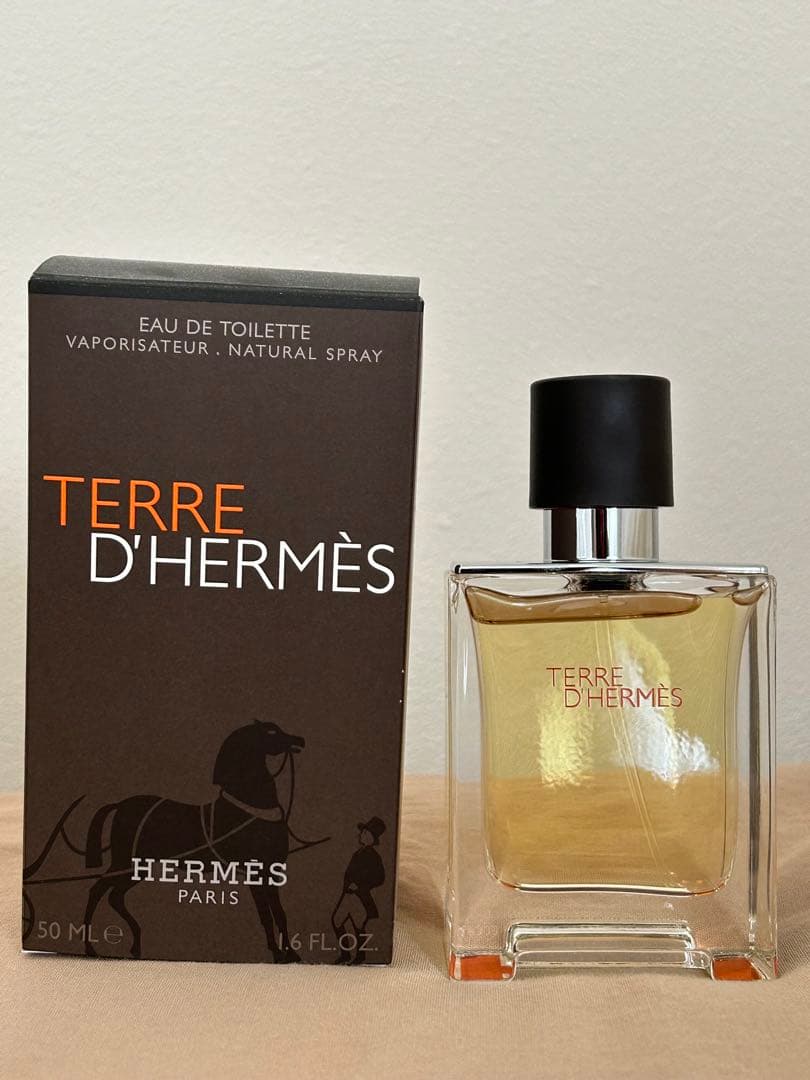 EAU DE TOILETTE
VAPORISATEUR . NATURAL SPRAY
TERRE
D'HERMÈS
HERMÈS
PARIS
50 ML ℮
1.6 FL.OZ.
TERRE
D'HERMÈS